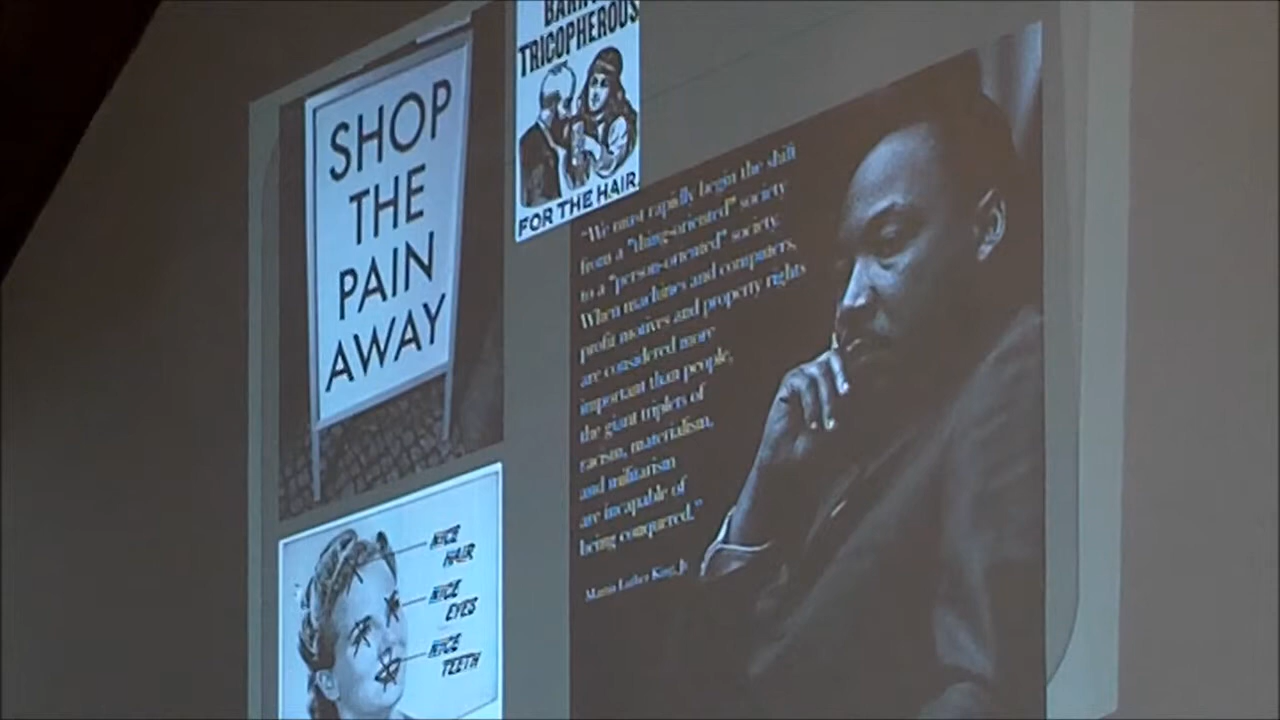 SHOP
THE
PAIN
AWAY
BARRY
TRICOPHEROUS
FOR THE HAIR
"We must rapidly begin the shift
from a "thing-oriented" society
to a "person-oriented" society.
When machines and computers,
profit motives and property rights
are considered more
important than people,
the giant triplets of
racism, materialism,
and militarism
are incapable of
being conquered."
Martin Luther King, Jr.
NICE
HAIR
NICE
EYES
NICE
TEETH